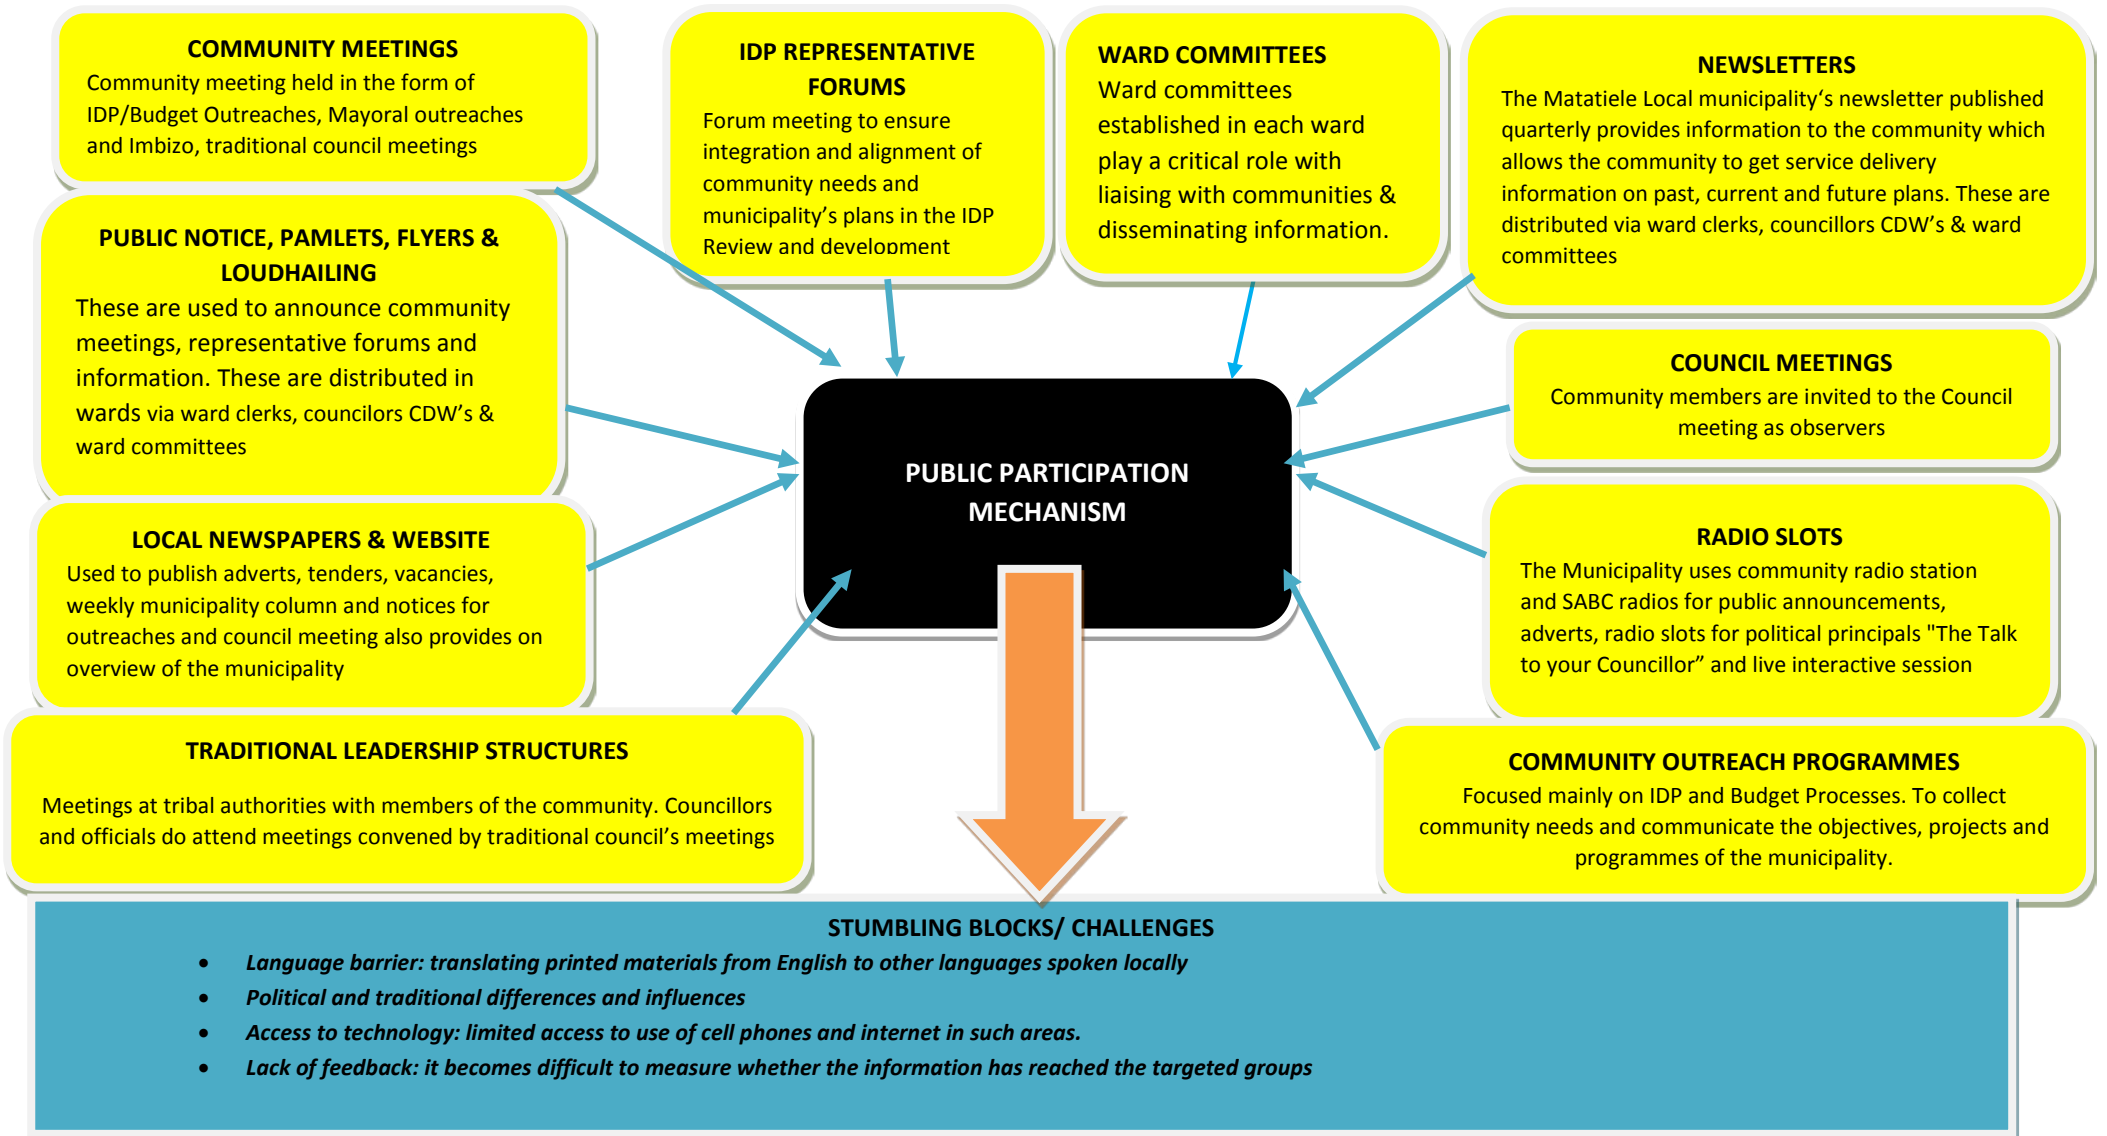 COMMUNITY MEETINGS
Community meeting held in the form of
IDP/Budget Outreaches, Mayoral outreaches
and Imbizo, traditional council meetings
IDP REPRESENTATIVE
FORUMS
Forum meeting to ensure
integration and alignment of
community needs and
municipality’s plans in the IDP
Review and development
WARD COMMITTEES
Ward committees
established in each ward
play a critical role with
liaising with communities &
disseminating information.
NEWSLETTERS
The Matatiele Local municipality‘s newsletter published
quarterly provides information to the community which
allows the community to get service delivery
information on past, current and future plans. These are
distributed via ward clerks, councillors CDW’s & ward
committees
PUBLIC NOTICE, PAMLETS, FLYERS &
LOUDHAILING
These are used to announce community
meetings, representative forums and
information. These are distributed in
wards via ward clerks, councilors CDW’s &
ward committees
COUNCIL MEETINGS
Community members are invited to the Council
meeting as observers
PUBLIC PARTICIPATION
MECHANISM
LOCAL NEWSPAPERS & WEBSITE
Used to publish adverts, tenders, vacancies,
weekly municipality column and notices for
outreaches and council meeting also provides on
overview of the municipality
RADIO SLOTS
The Municipality uses community radio station
and SABC radios for public announcements,
adverts, radio slots for political principals "The Talk
to your Councillor” and live interactive session
TRADITIONAL LEADERSHIP STRUCTURES
Meetings at tribal authorities with members of the community. Councillors
and officials do attend meetings convened by traditional council’s meetings
COMMUNITY OUTREACH PROGRAMMES
Focused mainly on IDP and Budget Processes. To collect
community needs and communicate the objectives, projects and
programmes of the municipality.
STUMBLING BLOCKS/ CHALLENGES
• Language barrier: translating printed materials from English to other languages spoken locally
• Political and traditional differences and influences
• Access to technology: limited access to use of cell phones and internet in such areas.
• Lack of feedback: it becomes difficult to measure whether the information has reached the targeted groups